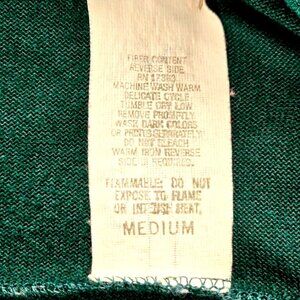 FIBER CONTENT
REVERSE SIDE
RN 17383
MACHINE WASH WARM
DELICATE CYCLE
TUMBLE DRY LOW
REMOVE PROMPTLY
WASH DARK COLORS
OR PRINTS SEPARATELY
DO NOT BLEACH
WARM IRON REVERSE
SIDE IF REQUIRED.
FLAMMABLE: DO NOT
EXPOSE TO FLAME
OR INTENSE HEAT.
MEDIUM